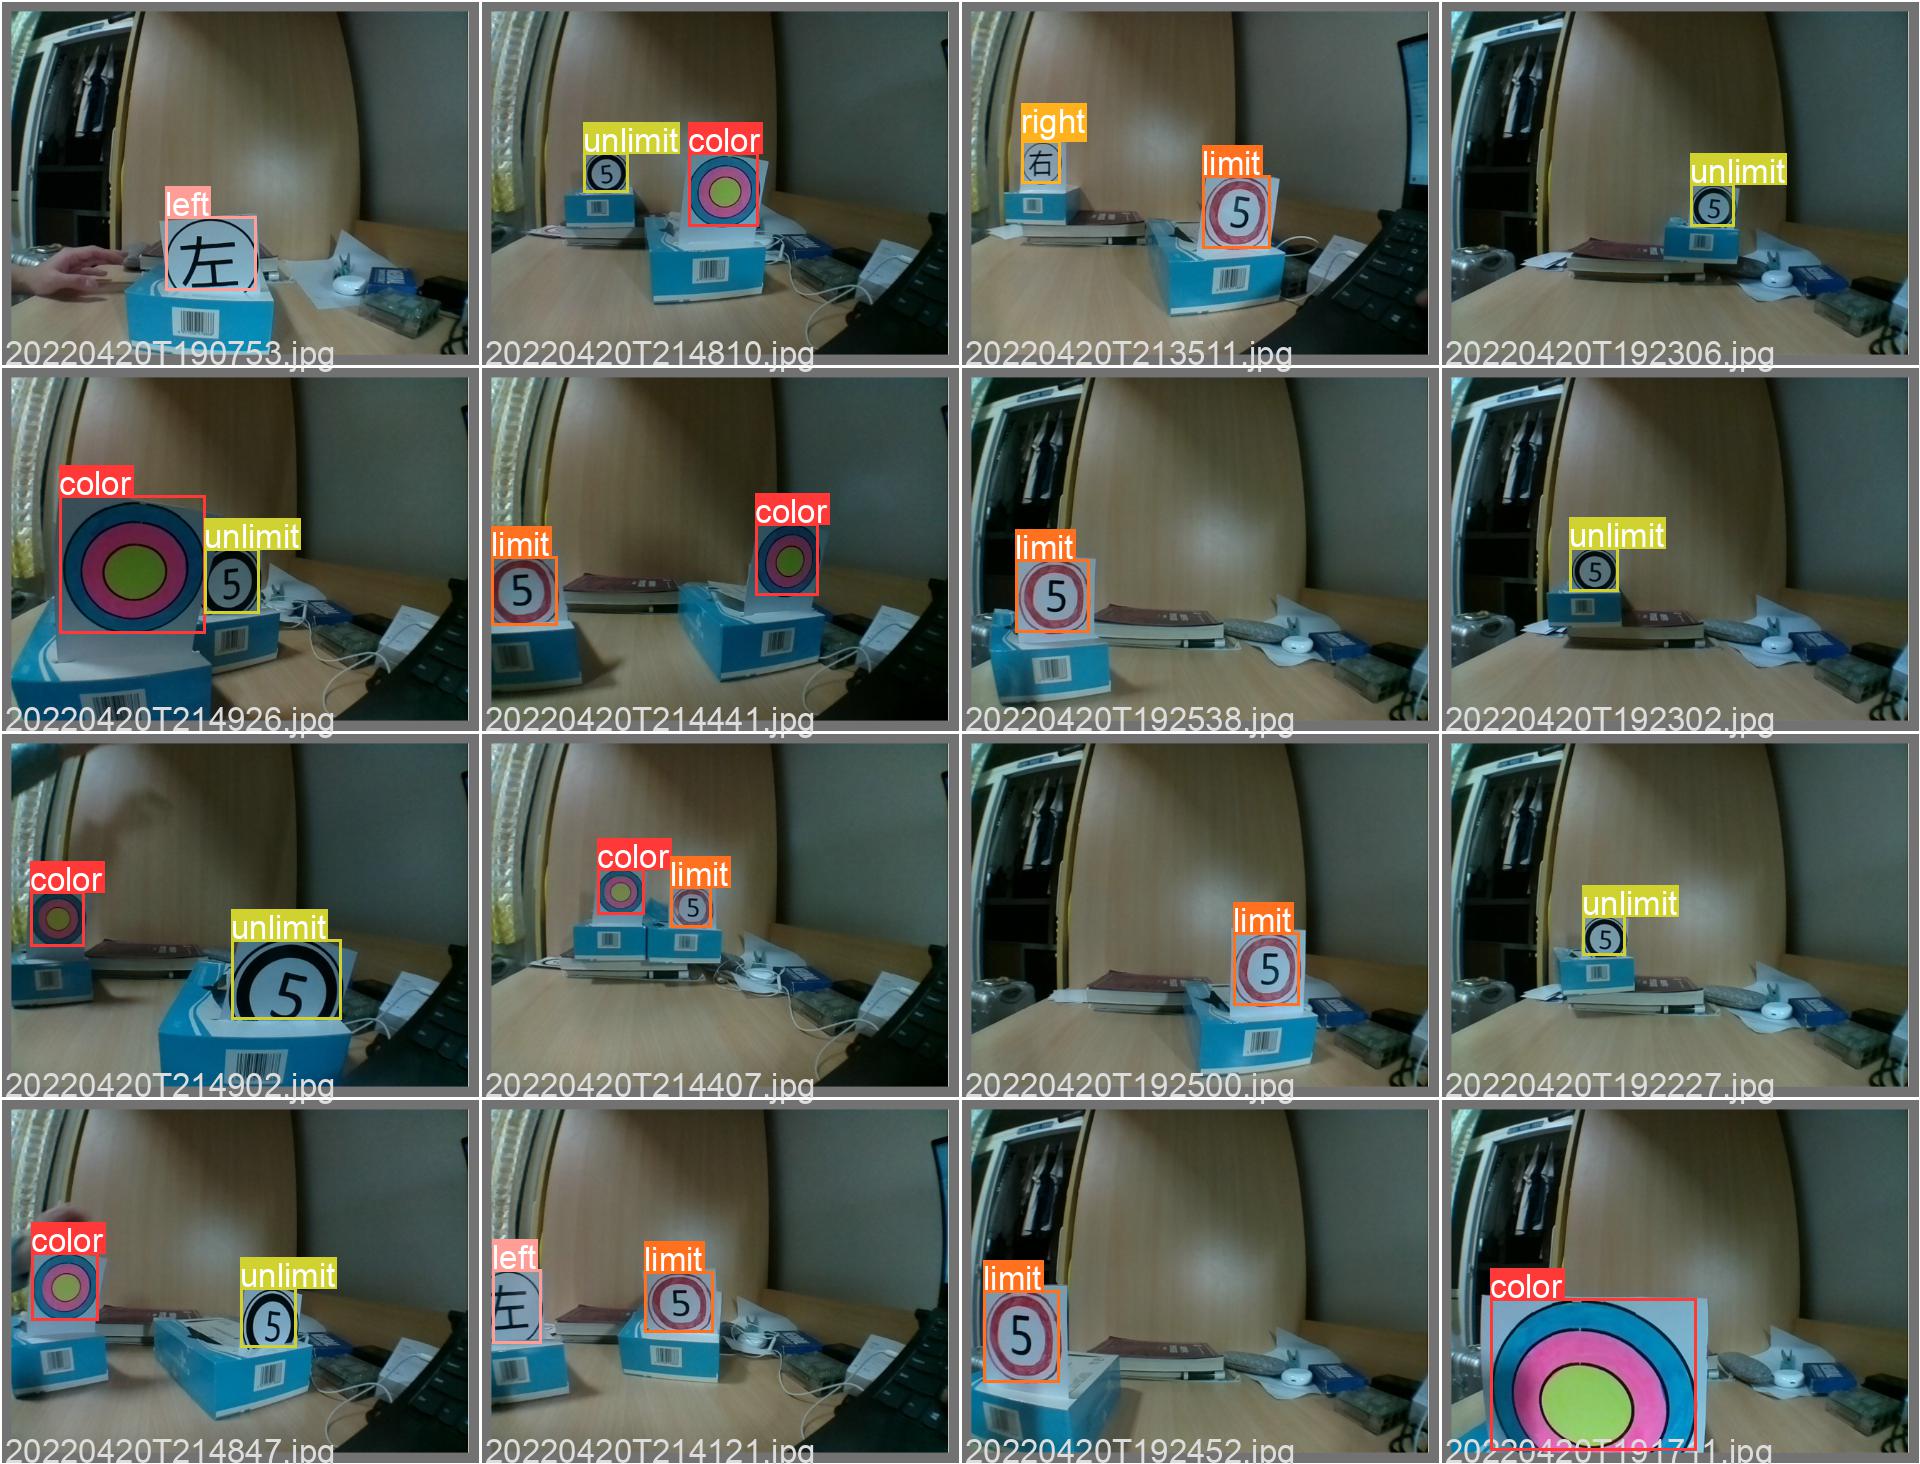 left
左
20220420T190753.jpg
unlimit
color
5
20220420T214810.jpg
right
limit
右
5
20220420T213511.jpg
unlimit
5
20220420T192306.jpg
color
unlimit
5
20220420T214926.jpg
color
limit
5
20220420T214441.jpg
limit
5
20220420T192538.jpg
unlimit
5
20220420T192302.jpg
color
unlimit
5
20220420T214902.jpg
color
limit
5
20220420T214407.jpg
limit
5
20220420T192500.jpg
unlimit
5
20220420T192227.jpg
color
unlimit
5
20220420T214847.jpg
left
limit
左
5
20220420T214121.jpg
limit
5
20220420T192452.jpg
color
20220420T191711.jpg